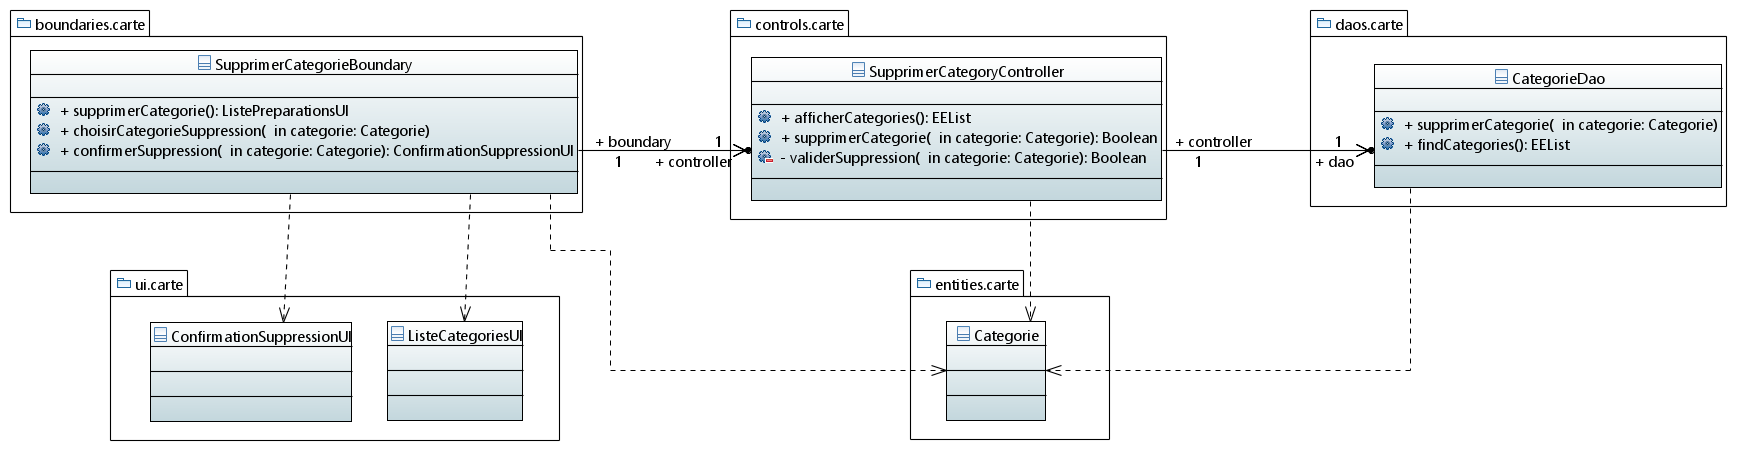 boundaries.carte
SupprimerCategorieBoundary
+ supprimerCategorie(): ListePreparationsUI
+ choisirCategorieSuppression(  in categorie: Categorie)
+ confirmerSuppression(  in categorie: Categorie): ConfirmationSuppressionUI
+ boundary
1
1
+ controller
controls.carte
SupprimerCategoryController
+ afficherCategories(): EEList
+ supprimerCategorie(  in categorie: Categorie): Boolean
- validerSuppression(  in categorie: Categorie): Boolean
+ controller
1
1
+ dao
daos.carte
CategorieDao
+ supprimerCategorie(  in categorie: Categorie)
+ findCategories(): EEList
ui.carte
ConfirmationSuppressionUI
ListeCategoriesUI
entities.carte
Categorie